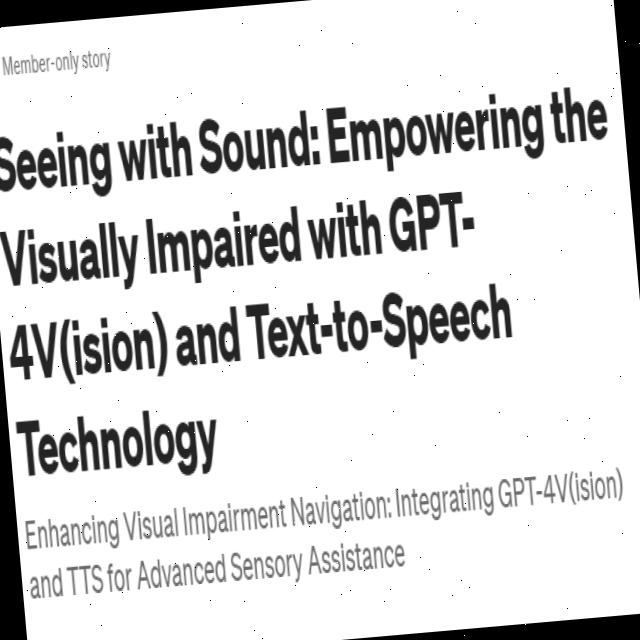 Member-only story
Seeing with Sound: Empowering the
Visually Impaired with GPT-
4V(ision) and Text-to-Speech
Technology
Enhancing Visual Impairment Navigation: Integrating GPT-4V(ision)
and TTS for Advanced Sensory Assistance